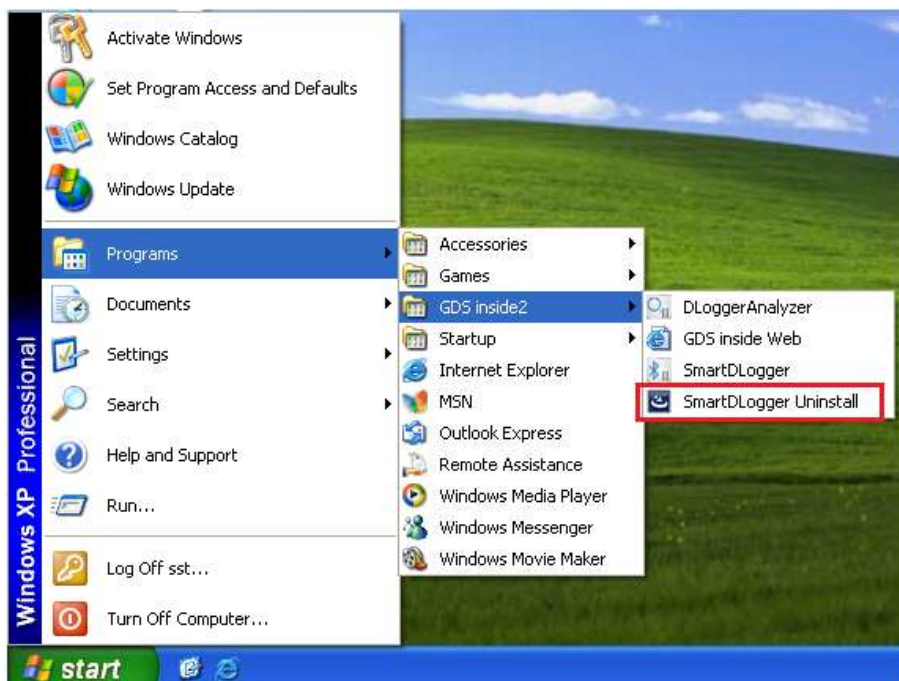 Activate Windows
Set Program Access and Defaults
Windows Catalog
Windows Update
Programs
Documents
Settings
Search
Help and Support
Run...
Log Off sst...
Turn Off Computer...
Windows XP Professional
Accessories
Games
GDS inside2
Startup
Internet Explorer
MSN
Outlook Express
Remote Assistance
Windows Media Player
Windows Messenger
Windows Movie Maker
DLoggerAnalyzer
GDS inside Web
SmartDLogger
SmartDLogger Uninstall
start